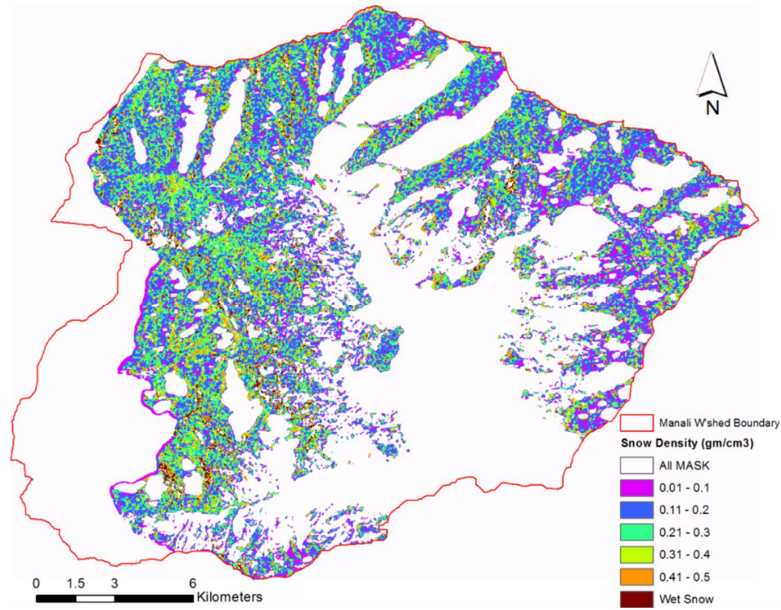 N
Manali W'shed Boundary
Snow Density (gm/cm3)
All MASK
0.01 - 0.1
0.11 - 0.2
0.21 - 0.3
0.31 - 0.4
0.41 - 0.5
Wet Snow
0 1.5 3 6
Kilometers